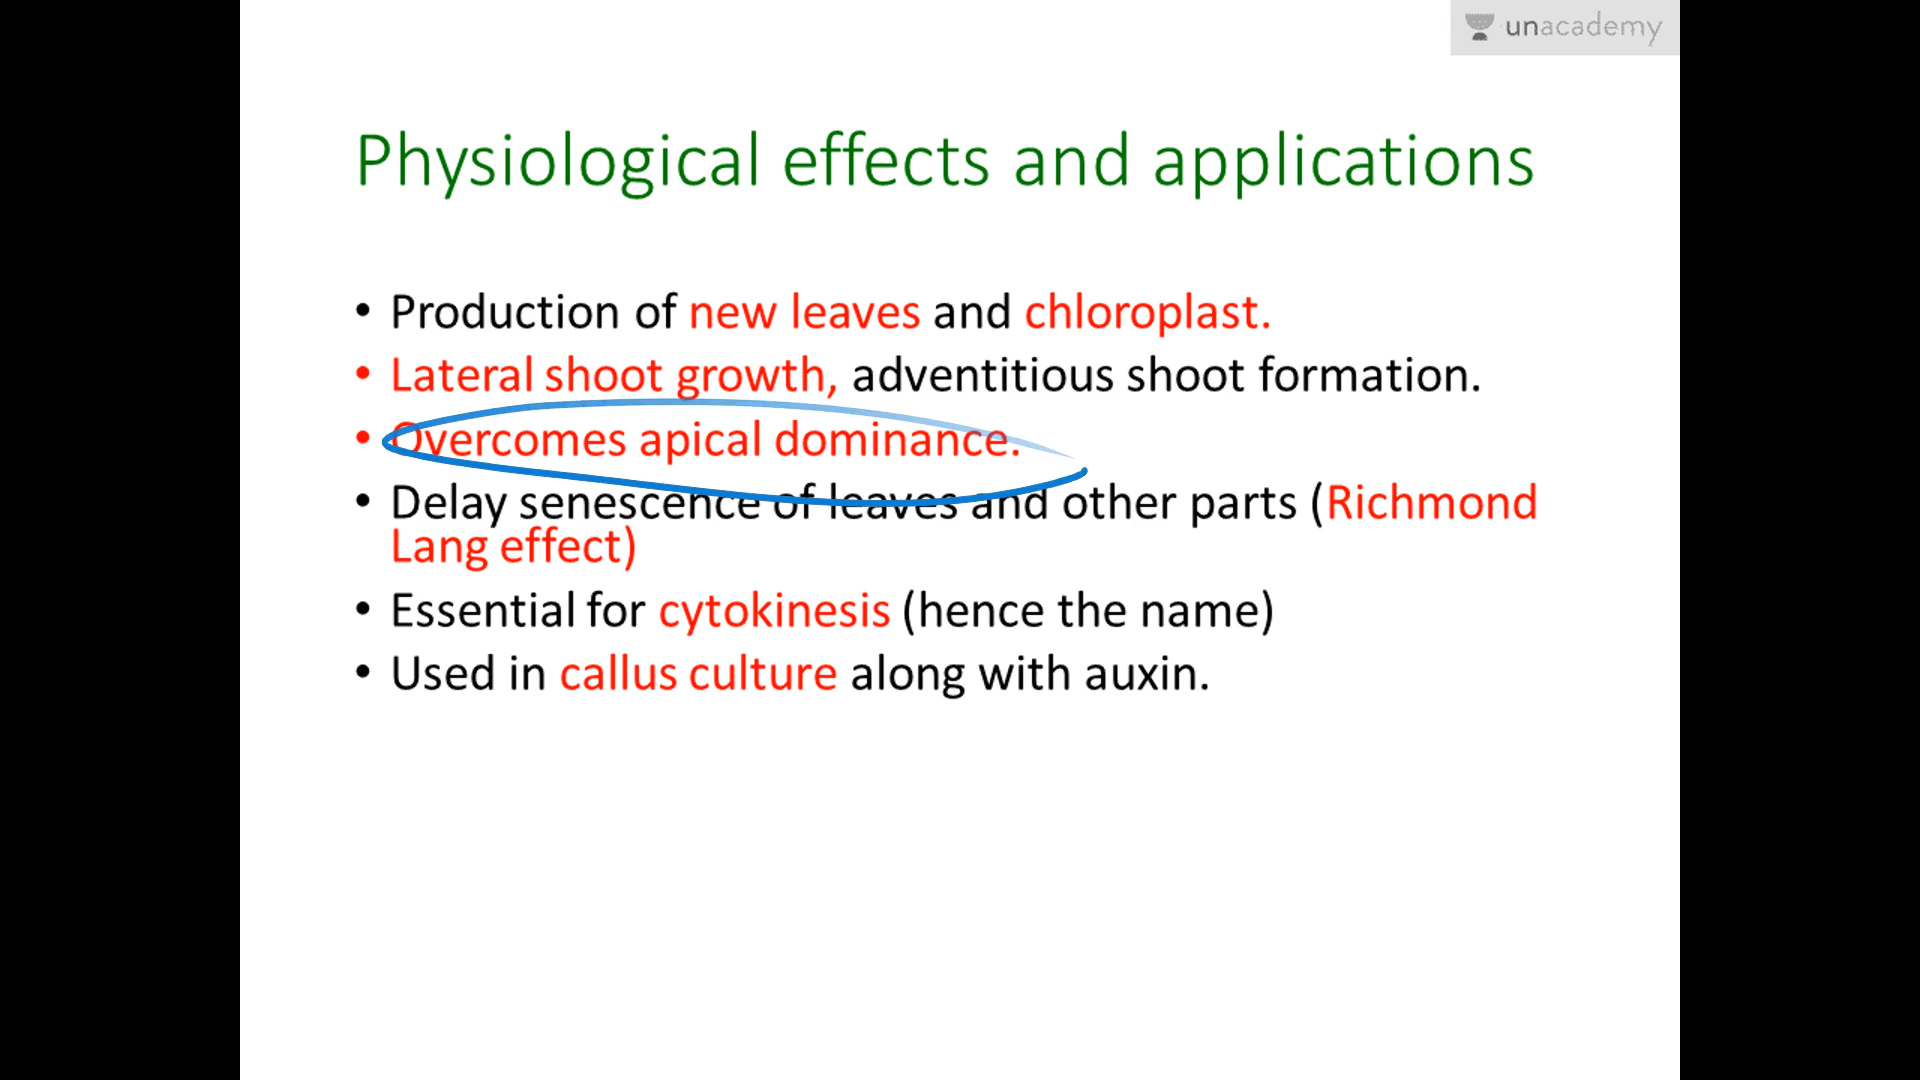 unacademy
Physiological effects and applications
• Production of new leaves and chloroplast.
• Lateral shoot growth, adventitious shoot formation.
• Overcomes apical dominance.
• Delay senescence of leaves and other parts (Richmond
Lang effect)
• Essential for cytokinesis (hence the name)
• Used in callus culture along with auxin.